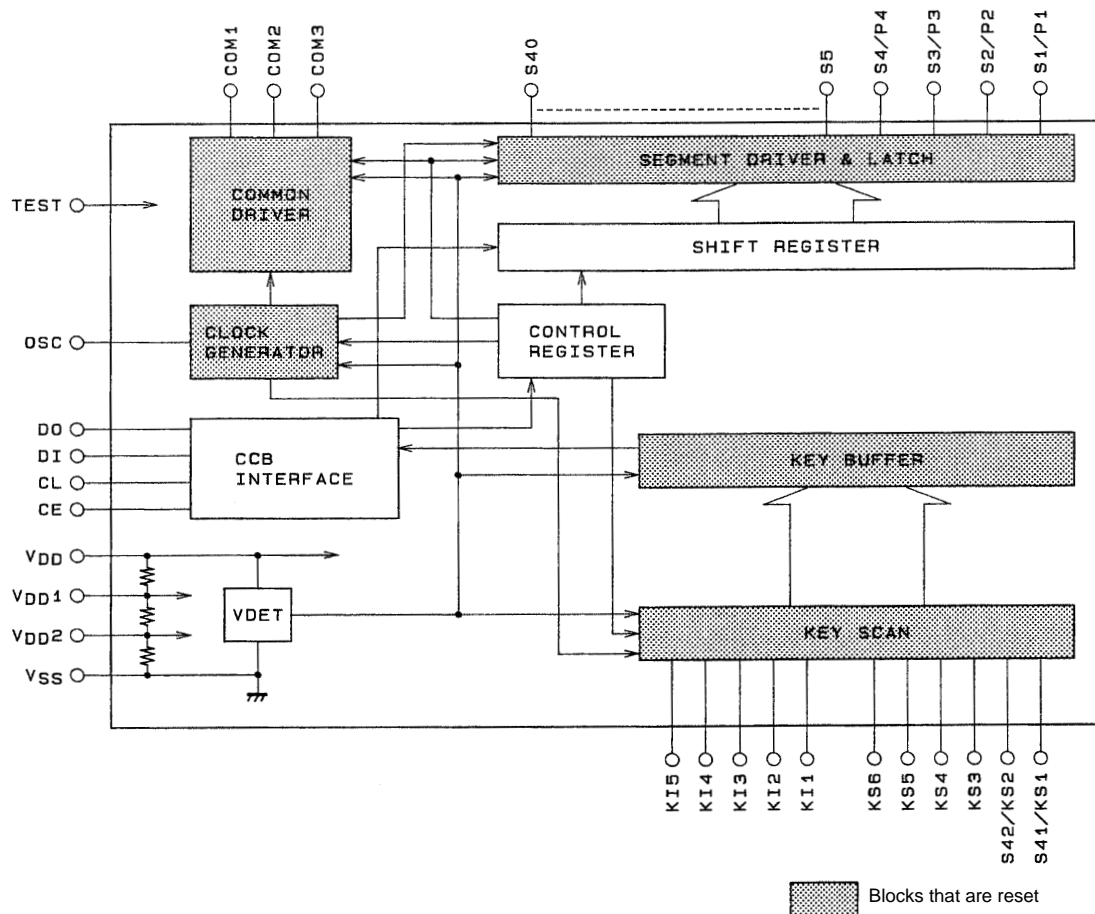 COM1
COM2
COM3
S40
S5
S4/P4
S3/P3
S2/P2
S1/P1
COMMON
DRIVER
SEGMENT DRIVER & LATCH
TEST
SHIFT REGISTER
OSC
CLOCK
GENERATOR
CONTROL
REGISTER
DO
DI
CL
CE
CCB
INTERFACE
KEY BUFFER
VDD
VDD1
VDD2
VSS
VDET
KEY SCAN
KI5
KI4
KI3
KI2
KI1
KS6
KS5
KS4
KS3
S42/KS2
S41/KS1
Blocks that are reset